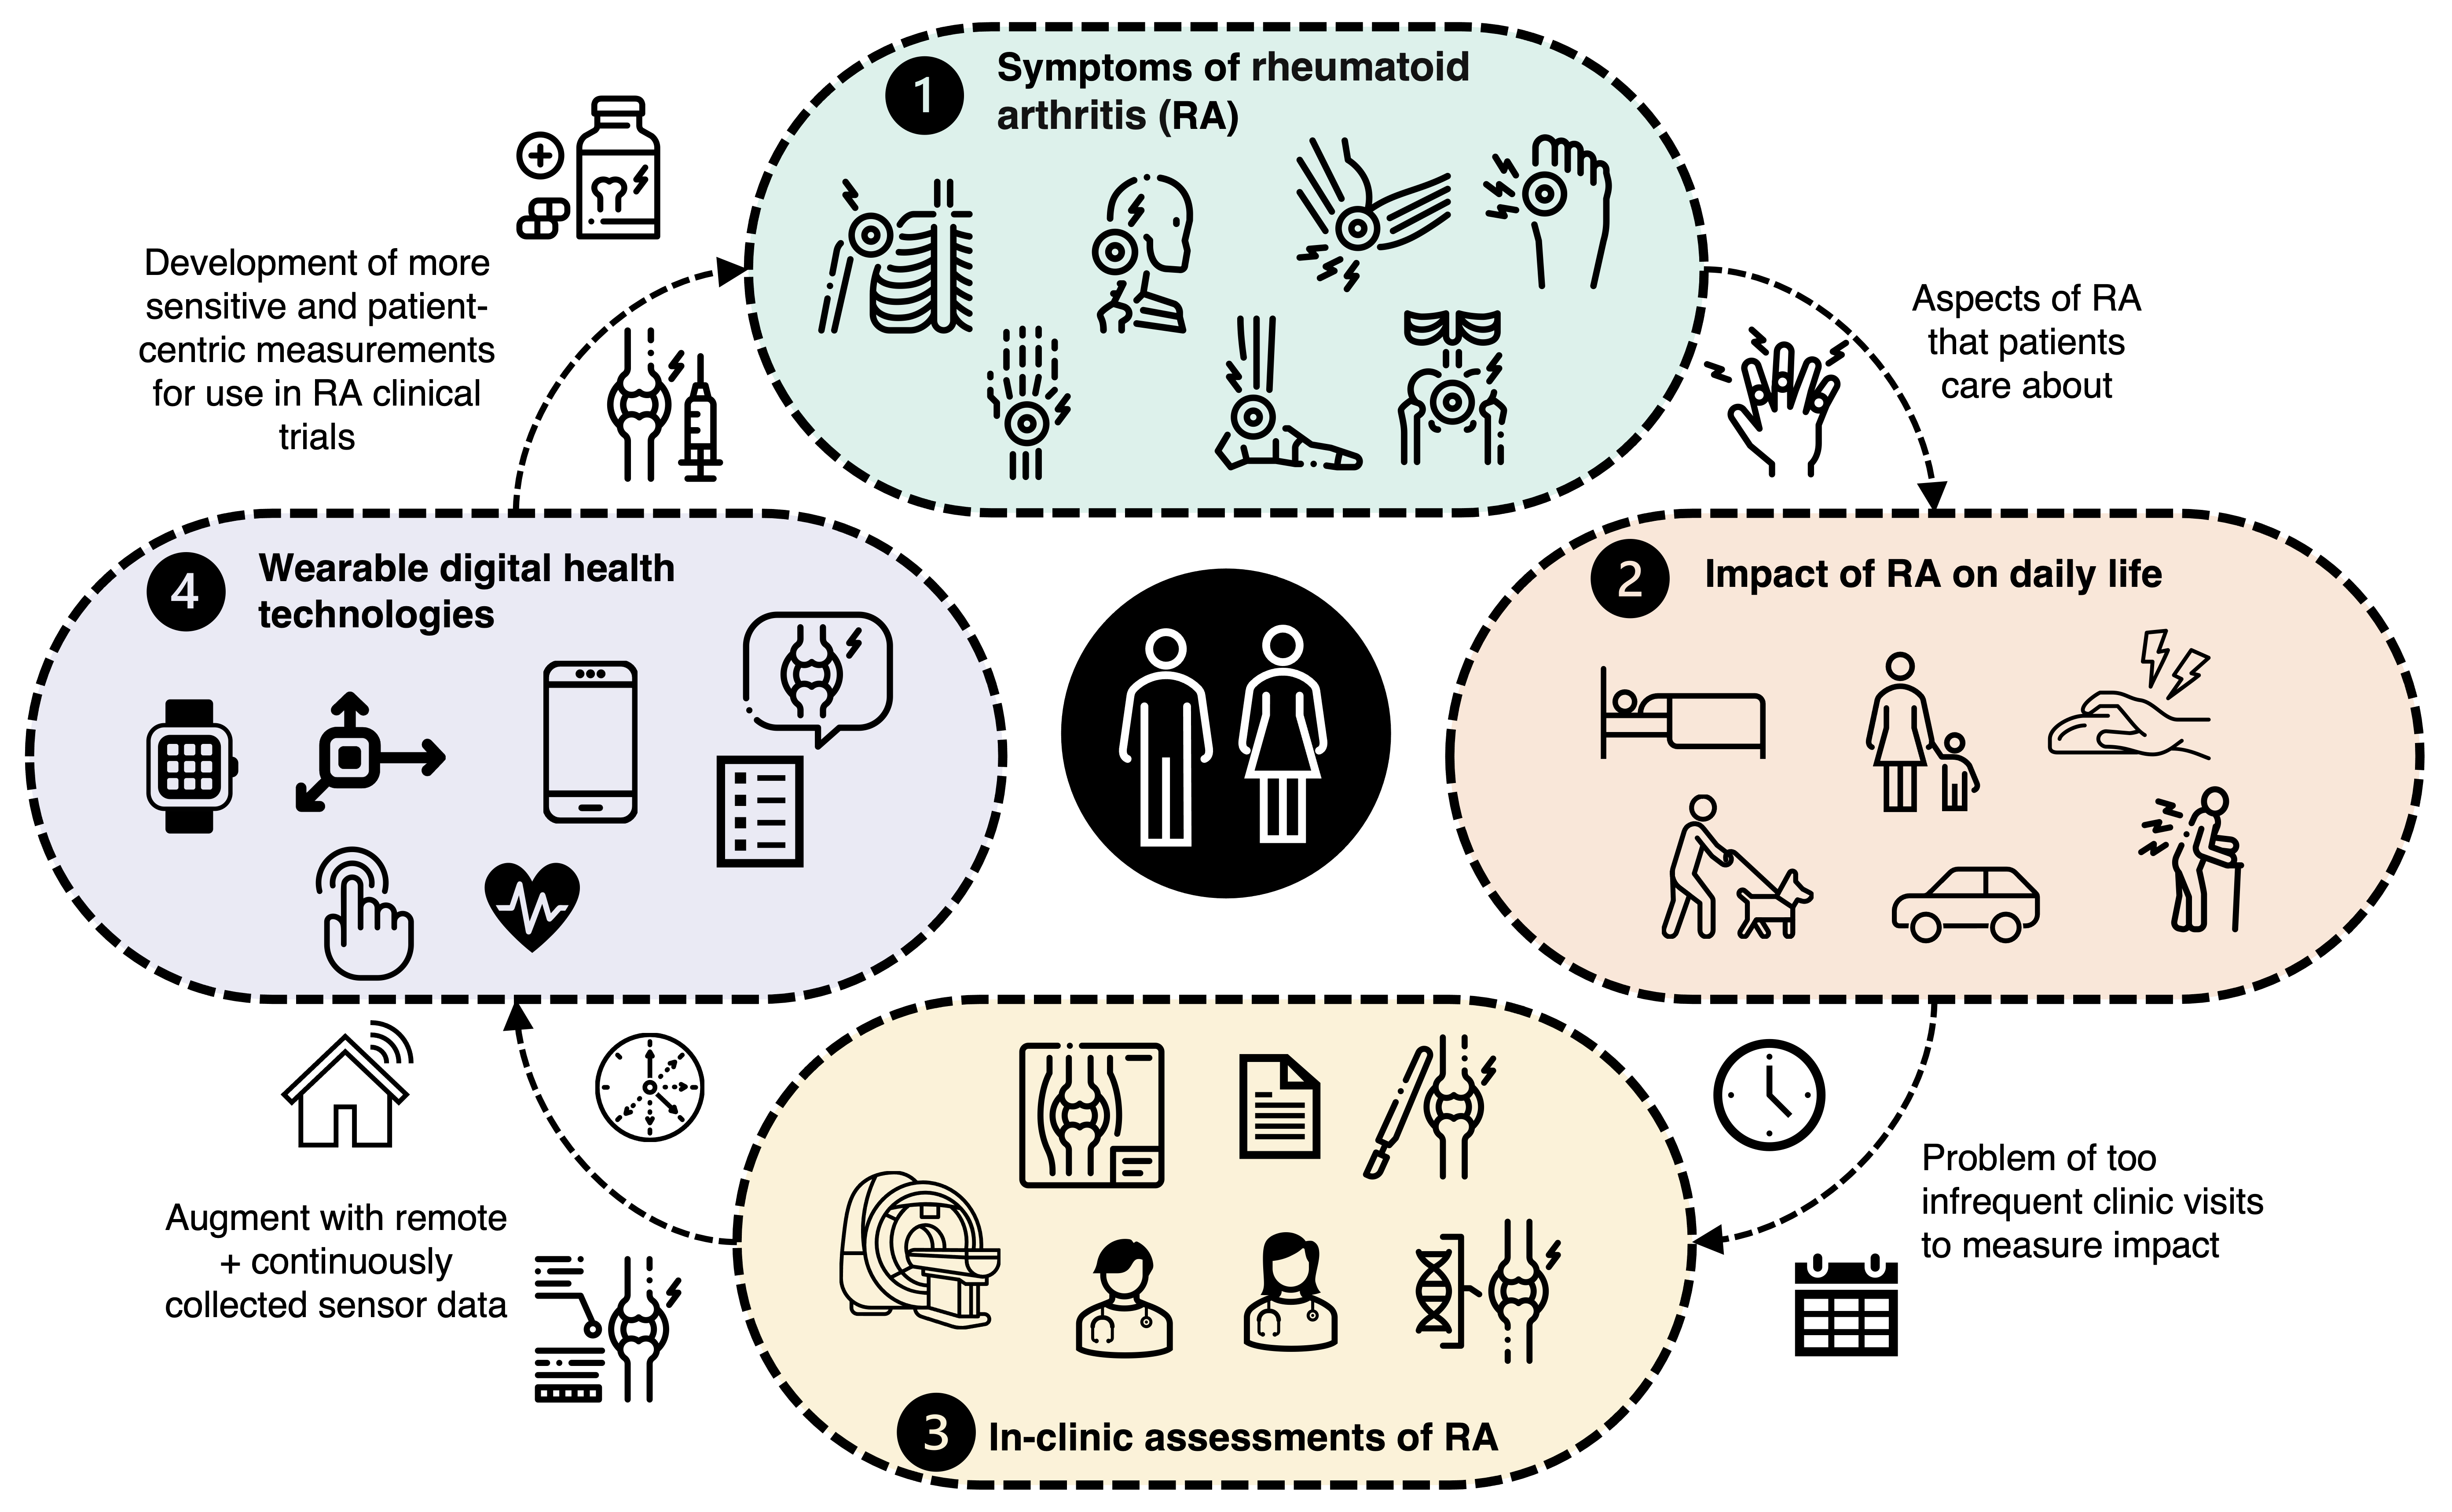 1
Symptoms of rheumatoid
arthritis (RA)
Aspects of RA
that patients
care about
2
Impact of RA on daily life
Problem of too
infrequent clinic visits
to measure impact
3
In-clinic assessments of RA
Augment with remote
+ continuously
collected sensor data
4
Wearable digital health
technologies
Development of more
sensitive and patient-
centric measurements
for use in RA clinical
trials